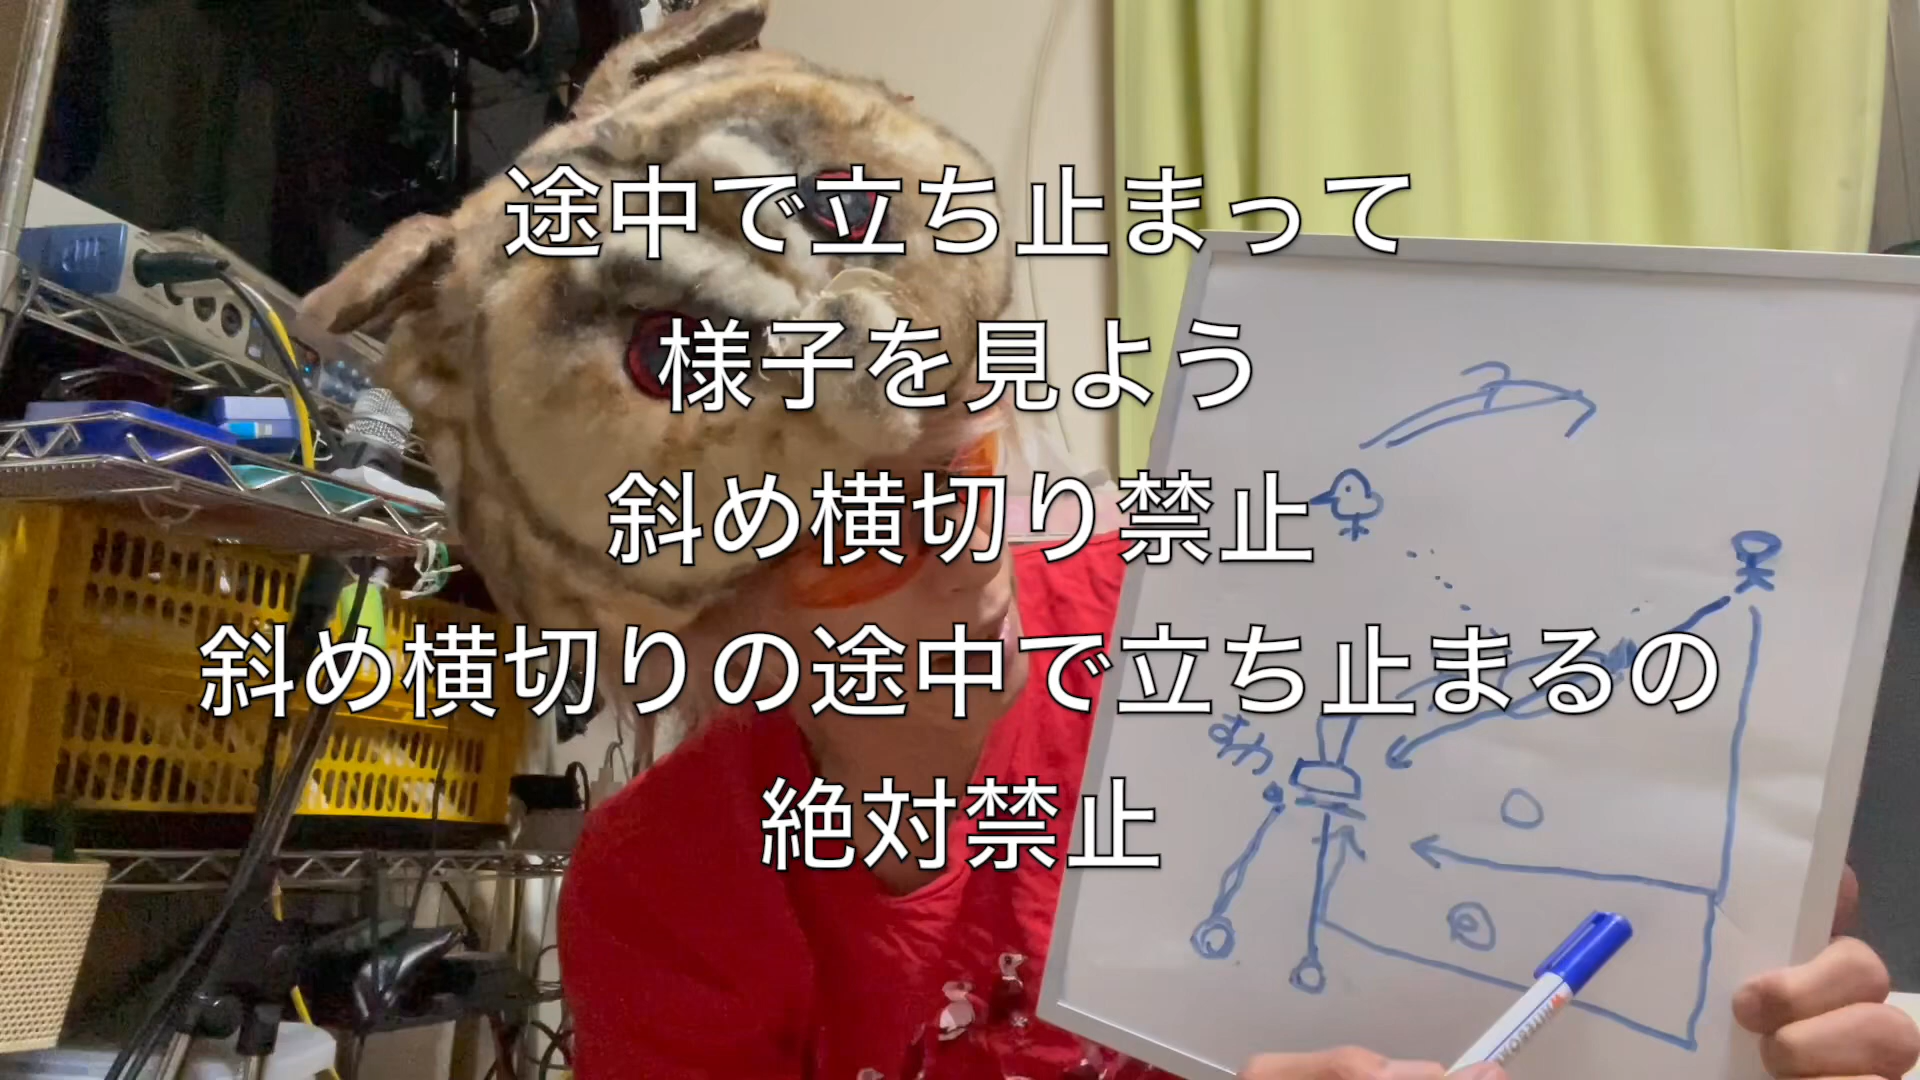 途中で立ち止まって
様子を見よう
斜め横切り禁止
斜め横切りの途中で立ち止まるの
絶対禁止